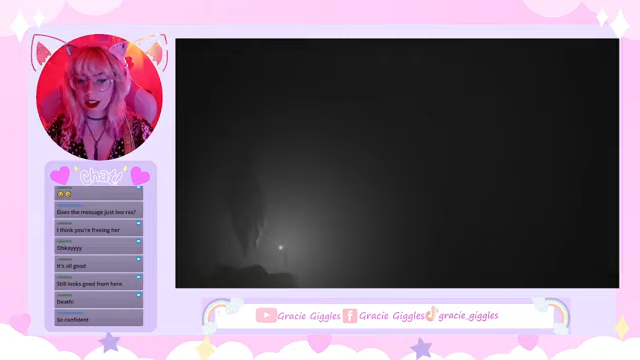 Chat
Does the message just low res?
I think you're freeing her
Ohkayyyy
It's all good
Still looks good from here
Death!
So confident
Gracie Giggles Gracie Giggles gracie_giggles